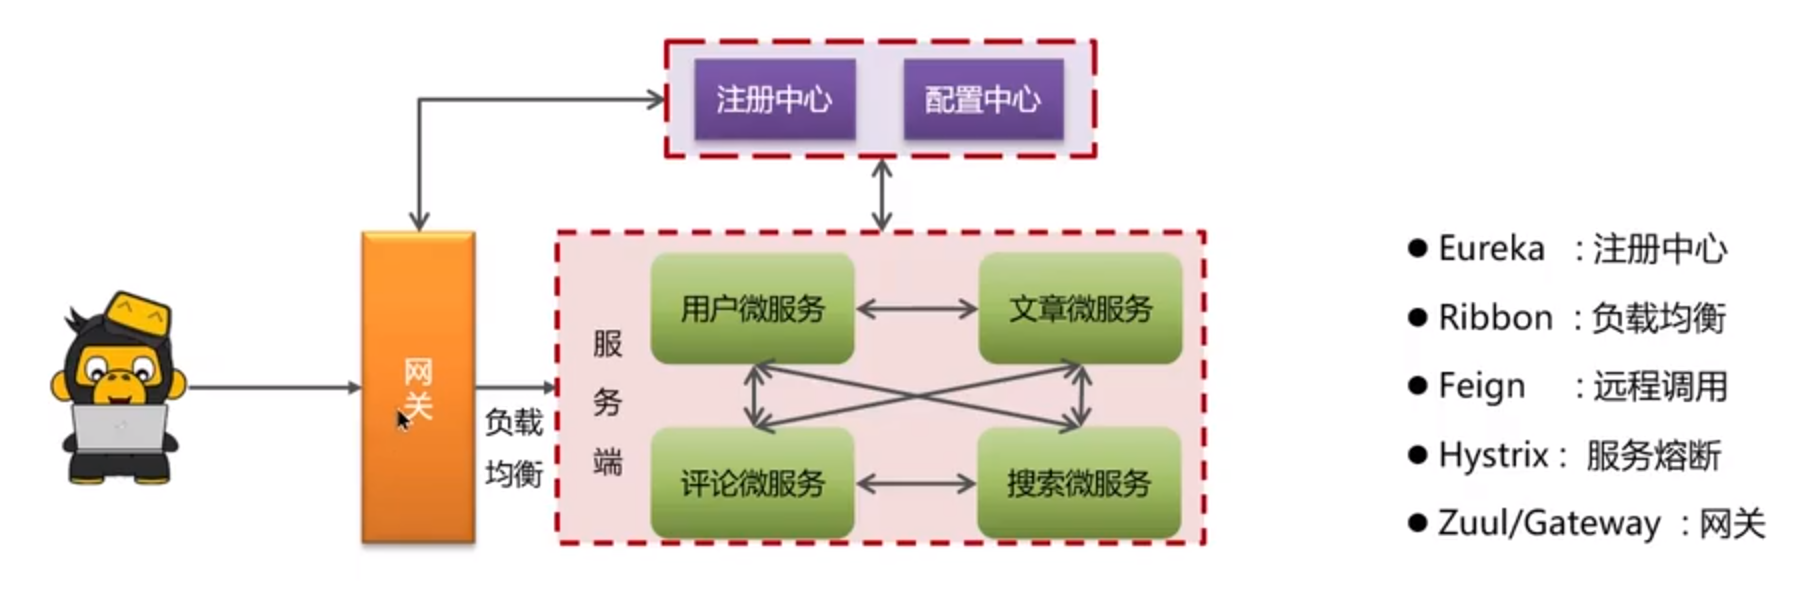 注册中心
配置中心
网
关
负载
均衡
服
务
端
用户微服务
文章微服务
评论微服务
搜索微服务
● Eureka : 注册中心
● Ribbon : 负载均衡
● Feign : 远程调用
● Hystrix : 服务熔断
● Zuul/Gateway : 网关